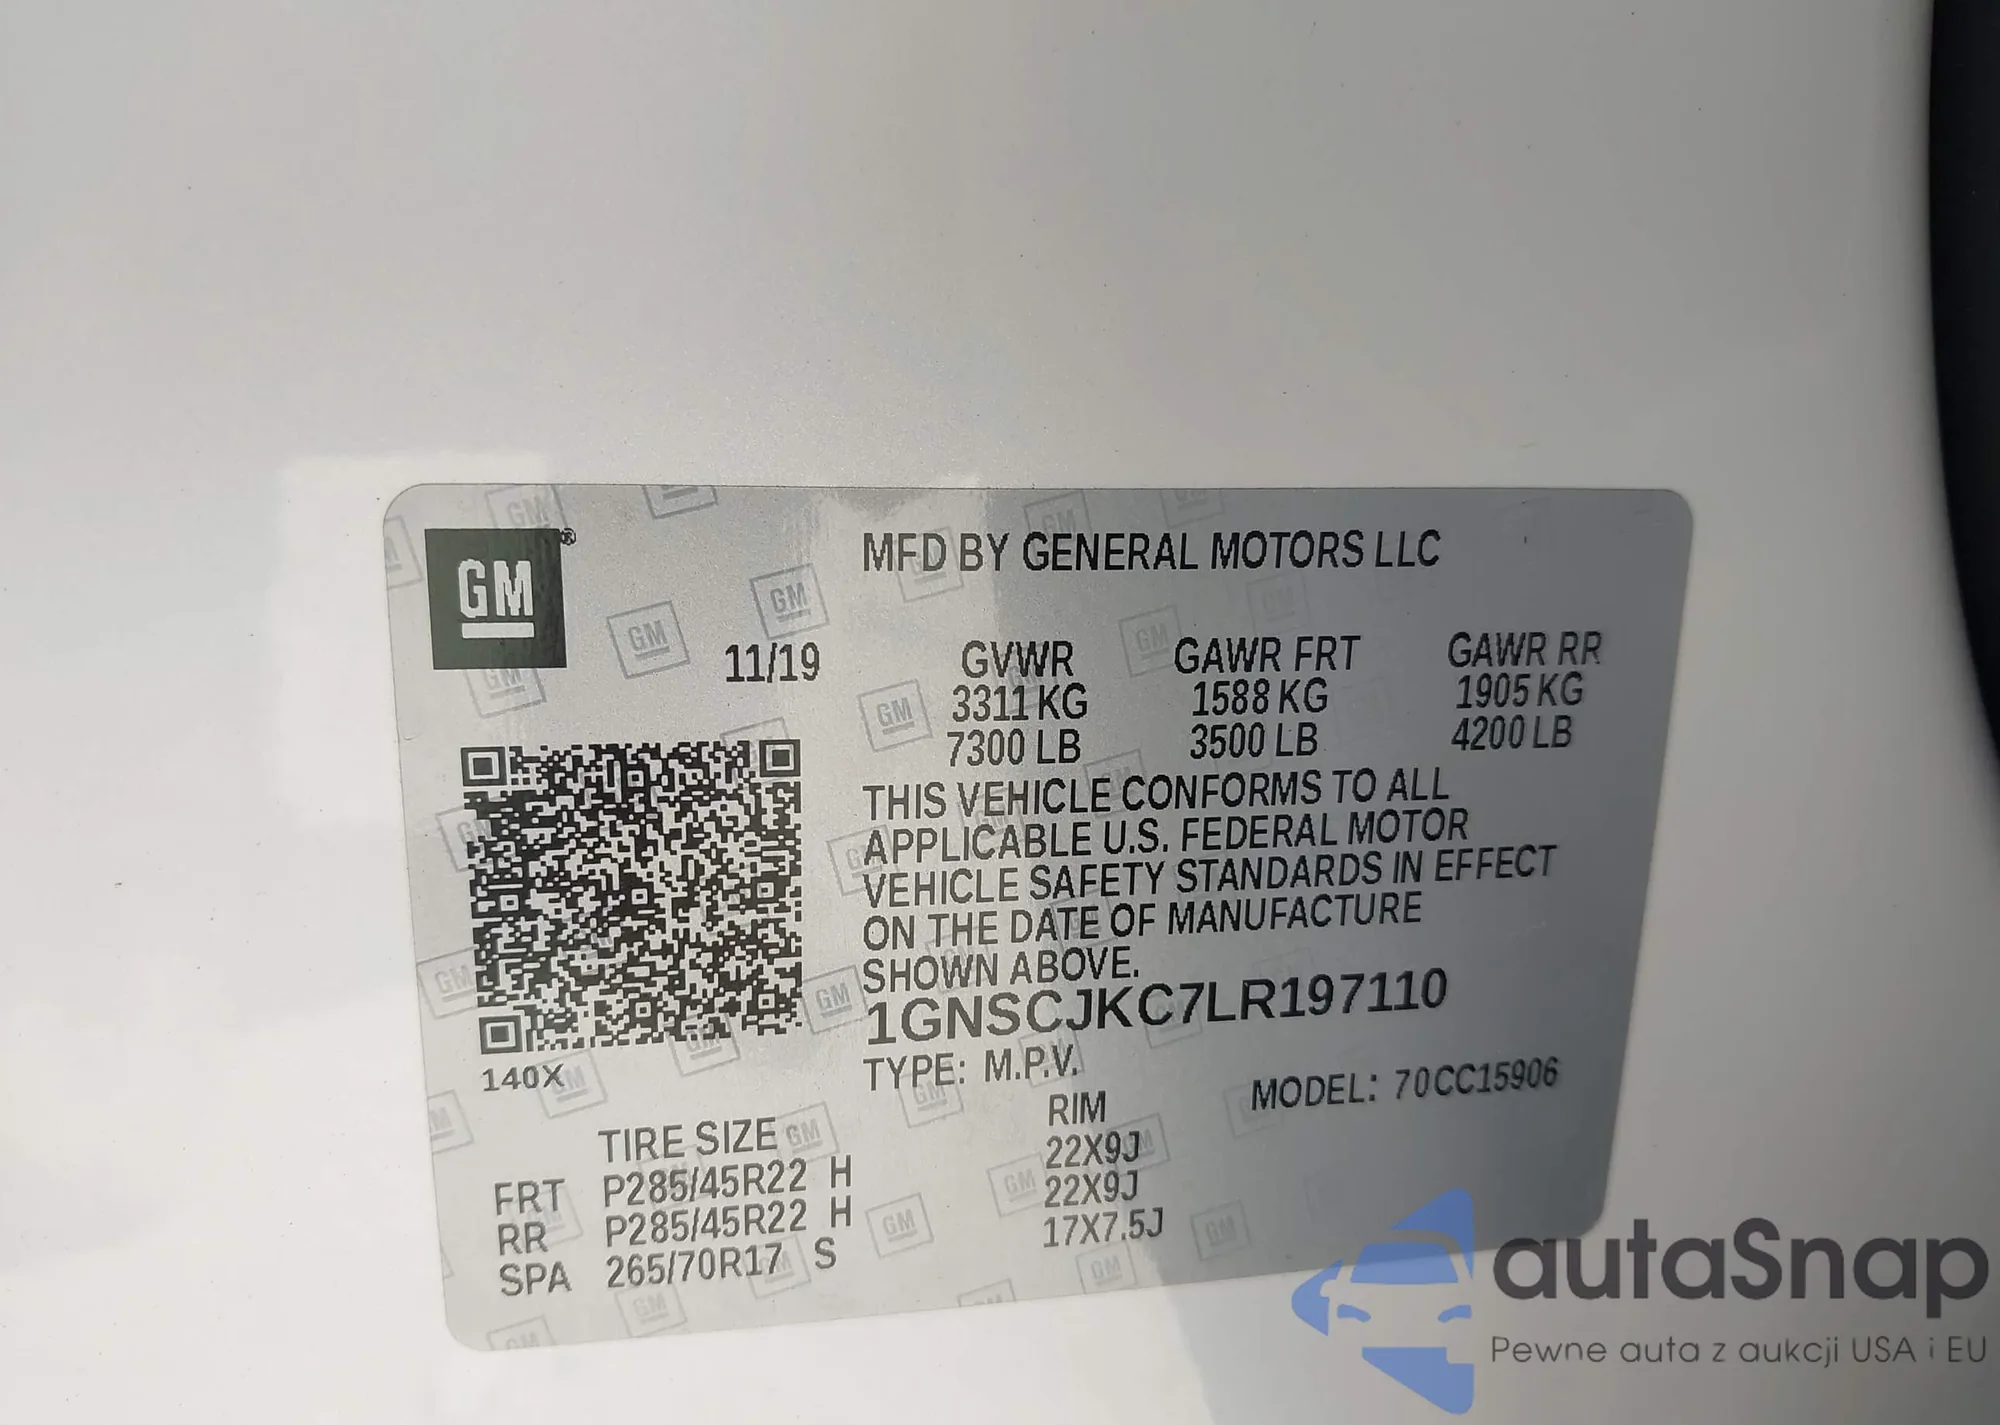 GM®
MFD BY GENERAL MOTORS LLC
11/19 GVWR GAWR FRT GAWR RR
3311 KG 1588 KG 1905 KG
7300 LB 3500 LB 4200 LB
THIS VEHICLE CONFORMS TO ALL
APPLICABLE U.S. FEDERAL MOTOR
VEHICLE SAFETY STANDARDS IN EFFECT
ON THE DATE OF MANUFACTURE
SHOWN ABOVE.
1GNSCJKC7LR197110
140X
TYPE: M.P.V. MODEL: 70CC15906
TIRE SIZE RIM
FRT P285/45R22 H 22X9J
RR P285/45R22 H 22X9J
SPA 265/70R17 S 17X7.5J
autaSnap
Pewne auta z aukcji USA i EU